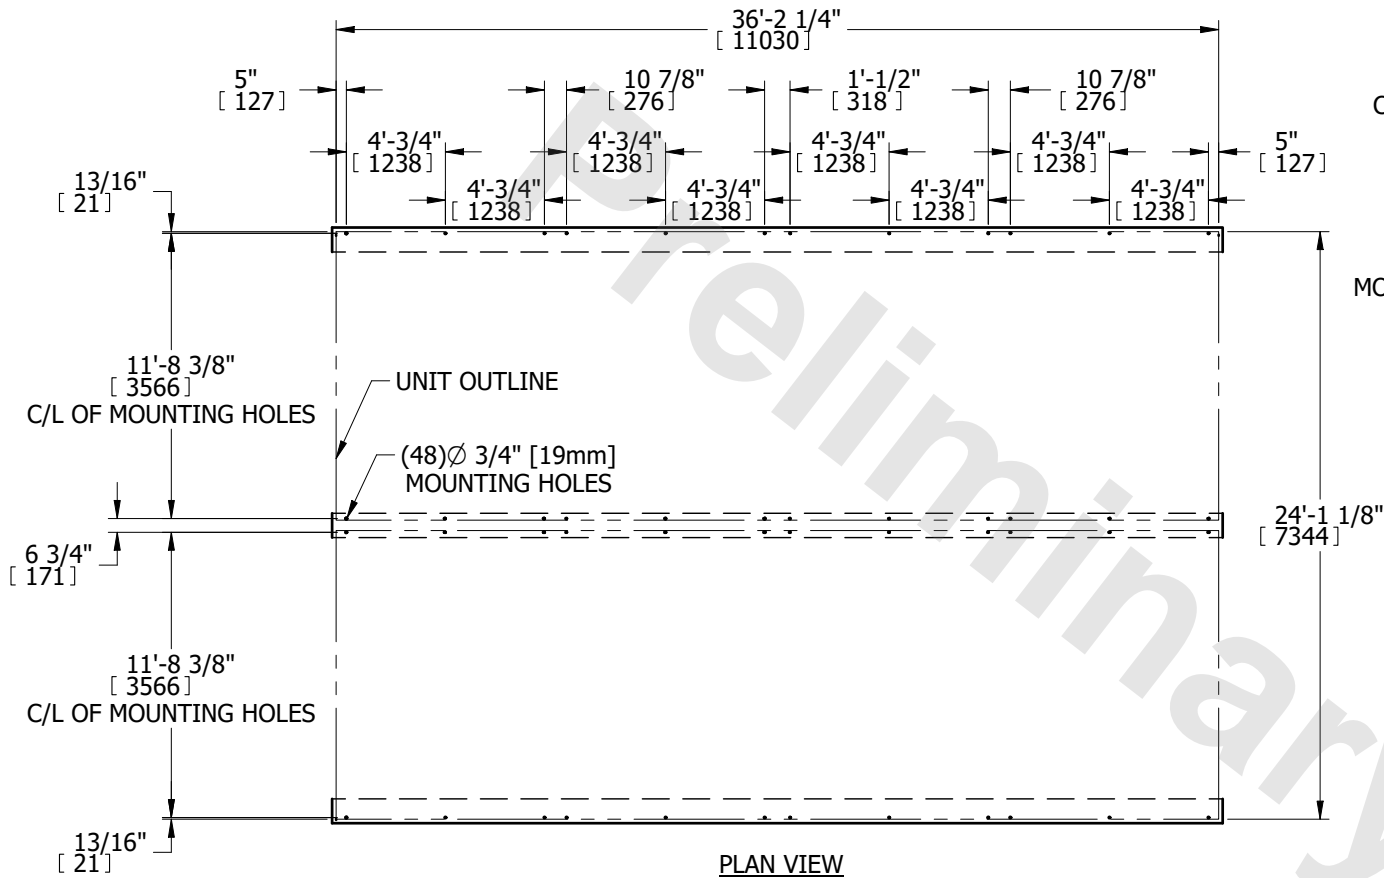 36'-2 1/4"
[ 11030 ]
5"
[ 127 ]
10 7/8"
[ 276 ]
1'-1/2"
[ 318 ]
10 7/8"
[ 276 ]
4'-3/4"
[ 1238 ]
4'-3/4"
[ 1238 ]
4'-3/4"
[ 1238 ]
4'-3/4"
[ 1238 ]
5"
[ 127 ]
13/16"
[ 21 ]
4'-3/4"
[ 1238 ]
4'-3/4"
[ 1238 ]
4'-3/4"
[ 1238 ]
4'-3/4"
[ 1238 ]
C
MO
11'-8 3/8"
[ 3566 ]
C/L OF MOUNTING HOLES
UNIT OUTLINE
(48)Ø 3/4" [19mm]
MOUNTING HOLES
24'-1 1/8"
[ 7344 ]
6 3/4"
[ 171 ]
11'-8 3/8"
[ 3566 ]
C/L OF MOUNTING HOLES
13/16"
[ 21 ]
PLAN VIEW
Preliminary